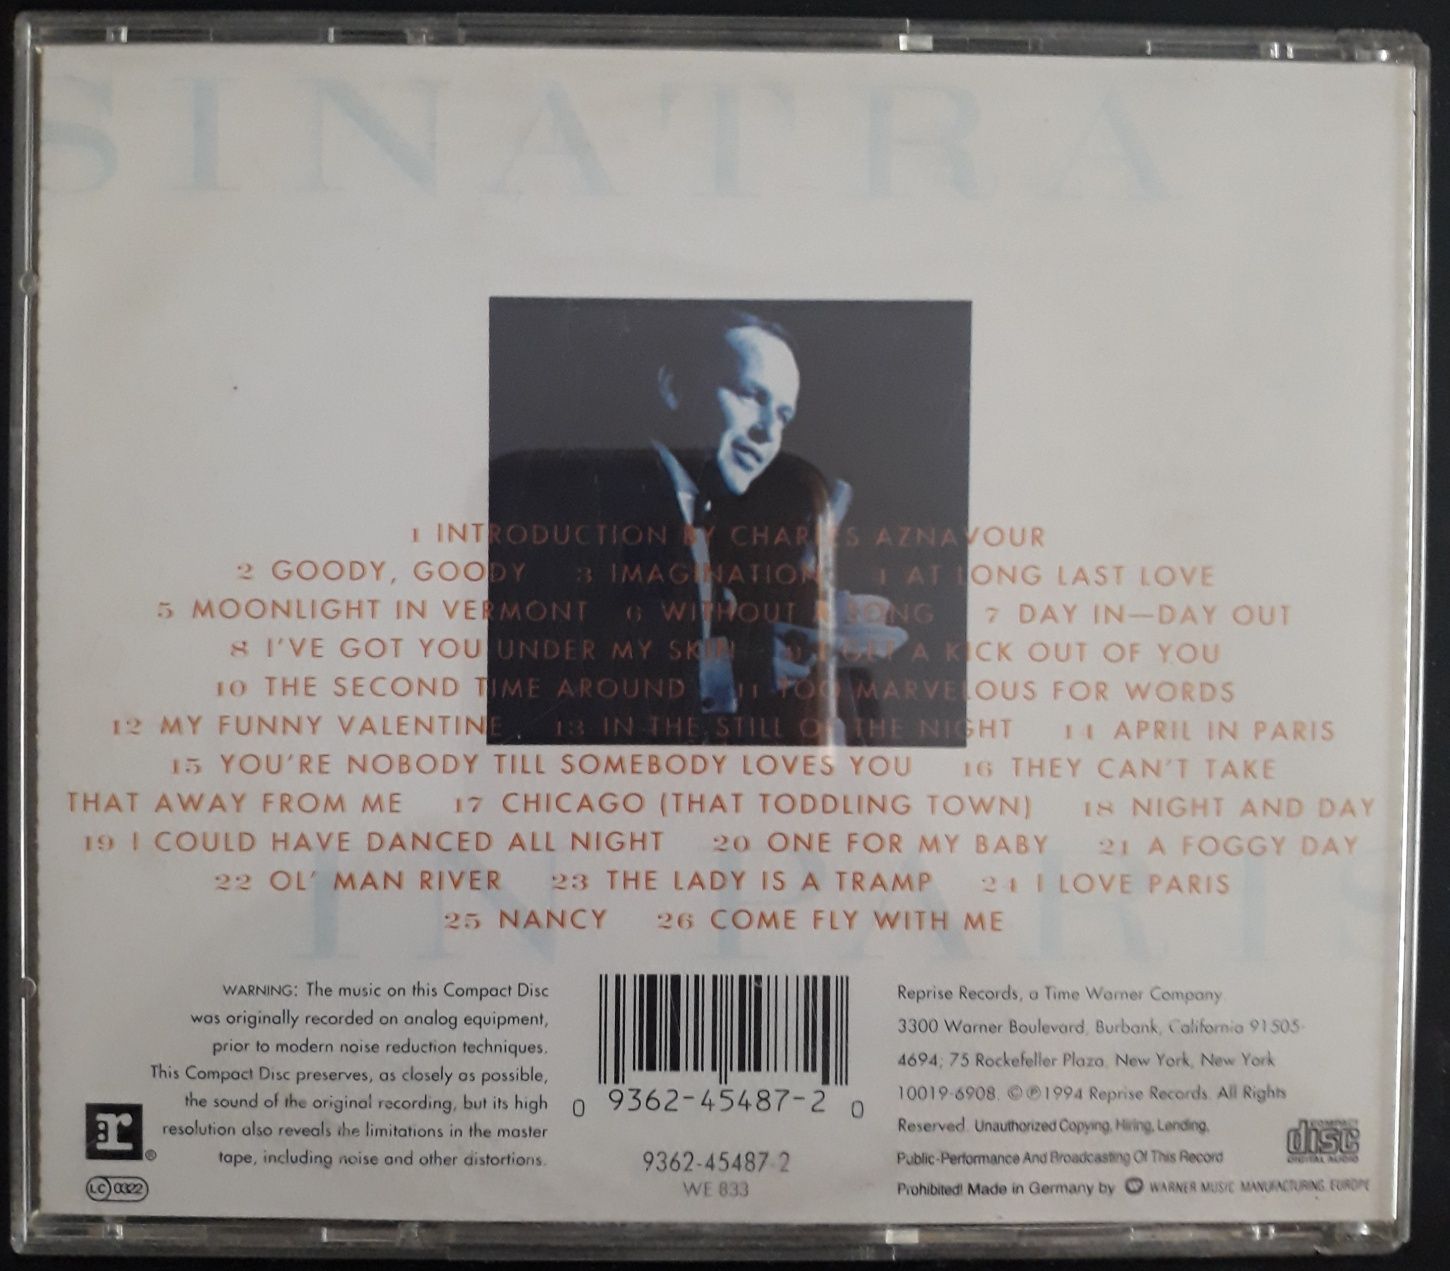 SINATRA
1 INTRODUCTION BY CHARLES AZNAVOUR
2 GOODY, GOODY 3 IMAGINATION 4 AT LONG LAST LOVE
5 MOONLIGHT IN VERMONT 6 WITHOUT A SONG 7 DAY IN—DAY OUT
8 I'VE GOT YOU UNDER MY SKIN 9 I GET A KICK OUT OF YOU
10 THE SECOND TIME AROUND 11 TOO MARVELOUS FOR WORDS
12 MY FUNNY VALENTINE 13 IN THE STILL OF THE NIGHT 14 APRIL IN PARIS
15 YOU'RE NOBODY TILL SOMEBODY LOVES YOU 16 THEY CAN'T TAKE
THAT AWAY FROM ME 17 CHICAGO (THAT TODDLING TOWN) 18 NIGHT AND DAY
19 I COULD HAVE DANCED ALL NIGHT 20 ONE FOR MY BABY 21 A FOGGY DAY
22 OL' MAN RIVER 23 THE LADY IS A TRAMP 24 I LOVE PARIS
25 NANCY 26 COME FLY WITH ME
IN PARIS
WARNING: The music on this Compact Disc
was originally recorded on analog equipment,
prior to modern noise reduction techniques.
This Compact Disc preserves, as closely as possible,
the sound of the original recording, but its high
resolution also reveals the limitations in the master
tape, including noise and other distortions.
r®
LC 0322
0 9362-45487-2 0
9362-45487-2
WE 833
Reprise Records, a Time Warner Company.
3300 Warner Boulevard, Burbank, California 91505-
4694; 75 Rockefeller Plaza, New York, New York
10019-6908. ©℗1994 Reprise Records. All Rights
Reserved. Unauthorized Copying, Hiring, Lending,
Public-Performance And Broadcasting Of This Record
Prohibited! Made in Germany by WARNER MUSIC MANUFACTURING EUROPE
COMPACT
disc
DIGITAL AUDIO